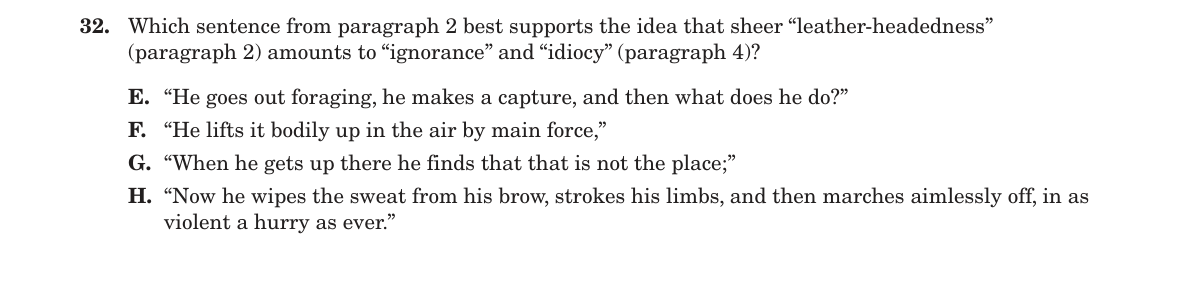 32. Which sentence from paragraph 2 best supports the idea that sheer “leather-headedness”
(paragraph 2) amounts to “ignorance” and “idiocy” (paragraph 4)?
E. “He goes out foraging, he makes a capture, and then what does he do?”
F. “He lifts it bodily up in the air by main force,”
G. “When he gets up there he finds that that is not the place;”
H. “Now he wipes the sweat from his brow, strokes his limbs, and then marches aimlessly off, in as
violent a hurry as ever.”